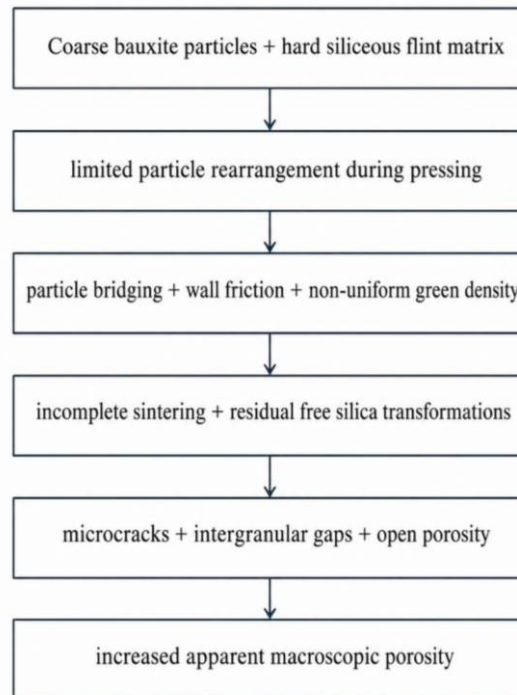 Coarse bauxite particles + hard siliceous flint matrix
limited particle rearrangement during pressing
particle bridging + wall friction + non-uniform green density
incomplete sintering + residual free silica transformations
microcracks + intergranular gaps + open porosity
increased apparent macroscopic porosity